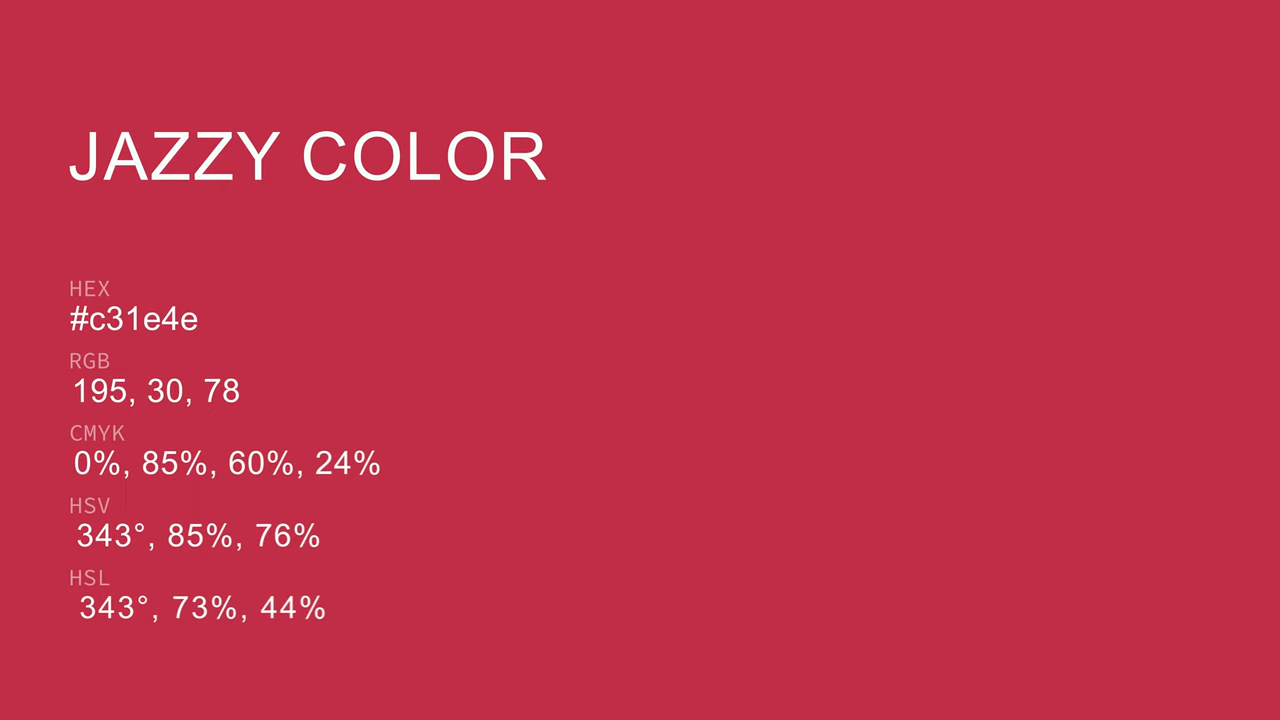 JAZZY COLOR
HEX
#c31e4e
RGB
195, 30, 78
CMYK
0%, 85%, 60%, 24%
HSV
343°, 85%, 76%
HSL
343°, 73%, 44%